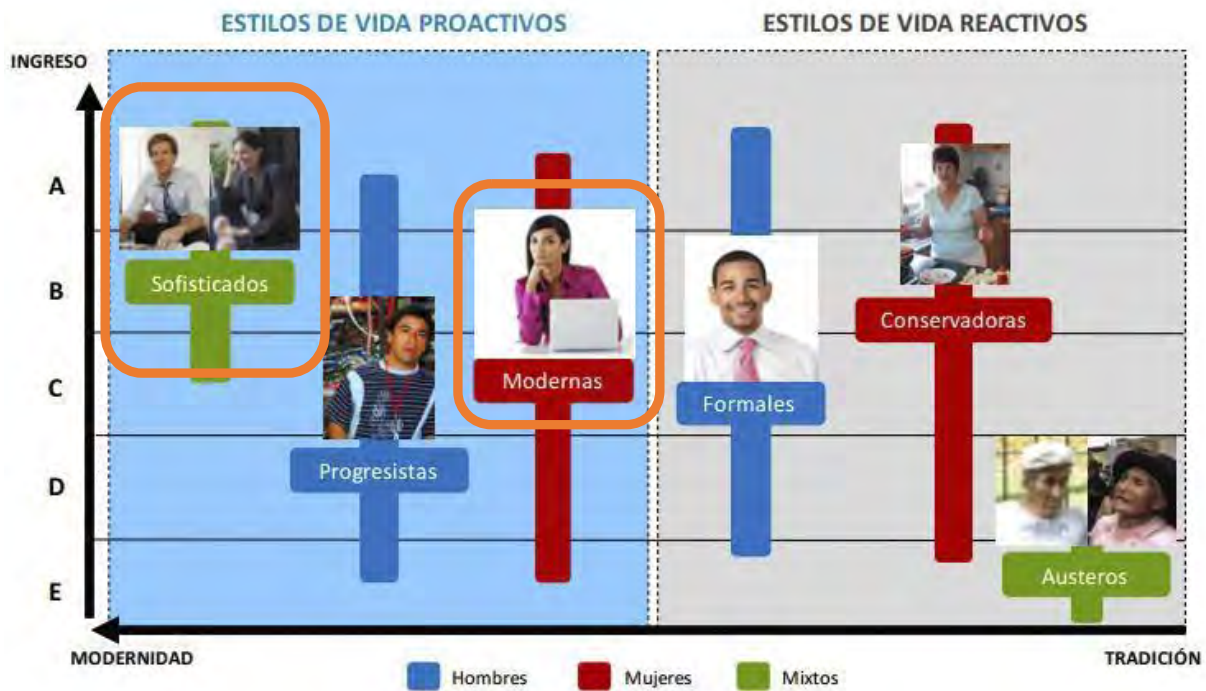 ESTILOS DE VIDA PROACTIVOS
ESTILOS DE VIDA REACTIVOS
INGRESO
A
B
C
D
E
Sofisticados
Progresistas
Modernas
Formales
Conservadoras
Austeros
MODERNIDAD
TRADICIÓN
Hombres
Mujeres
Mixtos